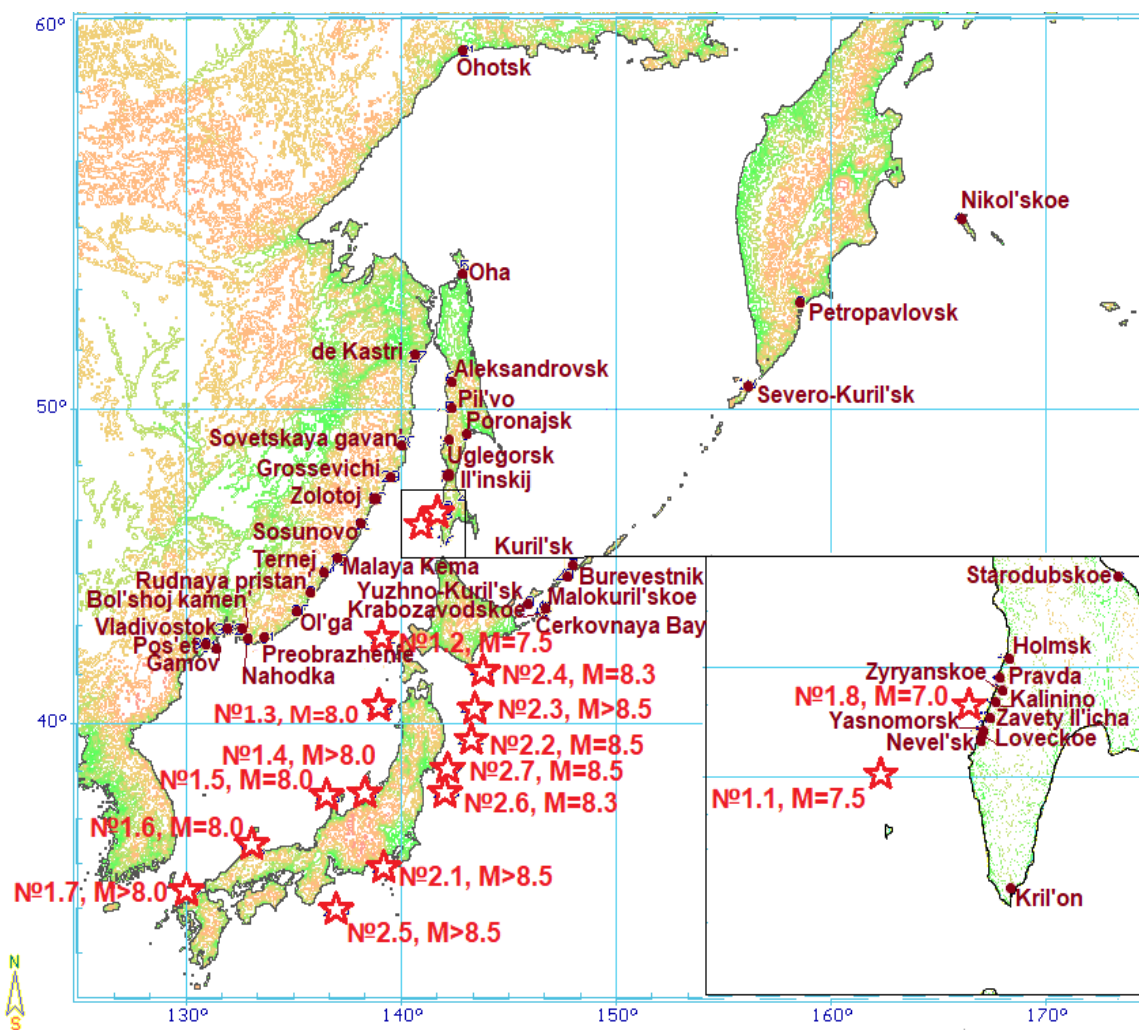 60°
Ohotsk
Nikol'skoe
Oha
Petropavlovsk
de Kastri
Aleksandrovsk
Severo-Kuril'sk
50°
Pil'vo
Poronajsk
Sovetskaya gavan'
Uglegorsk
Grossevichi
Il'inskij
Zolotoj
Sosunovo
Kuril'sk
Ternej
Malaya Kema
Burevestnik
Starodubskoe
Rudnaya pristan'
Yuzhno-Kuril'sk
Malokuril'skoe
Bol'shoj kamen'
Krabozavodskoe
Vladivostok
Ol'ga
Cerkovnaya Bay
Pos'et
Preobrazhenie
№1.2, M=7.5
Gamov
Nahodka
Holmsk
Zyryanskoe
Pravda
№2.4, M=8.3
№1.8, M=7.0
Kalinino
№1.3, M=8.0
№2.3, M>8.5
Yasnomorsk
Zavety Il'icha
40°
Nevel'sk
Loveckoe
№2.2, M=8.5
№1.4, M>8.0
№2.7, M=8.5
№1.5, M=8.0
№1.1, M=7.5
№2.6, M=8.3
№1.6, M=8.0
№2.1, M>8.5
№1.7, M>8.0
Kril'on
№2.5, M>8.5
N
S
130°
140°
150°
160°
170°